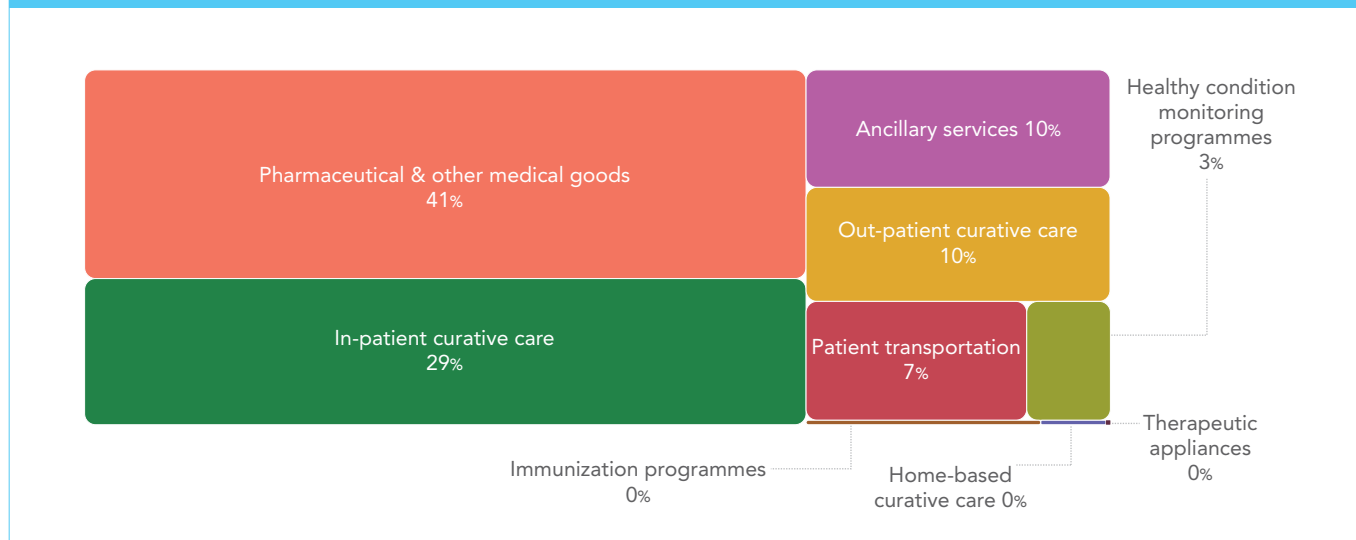 Pharmaceutical & other medical goods
41%
In-patient curative care
29%
Ancillary services 10%
Out-patient curative care
10%
Patient transportation
7%
Healthy condition
monitoring
programmes
3%
Immunization programmes
0%
Home-based
curative care 0%
Therapeutic
appliances
0%